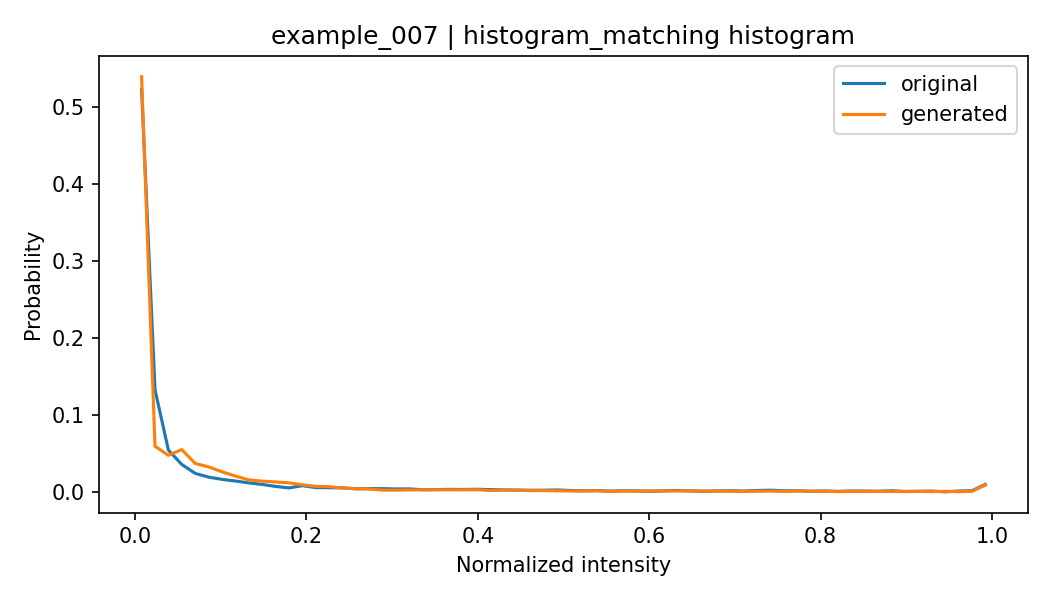 example_007 | histogram_matching histogram
original
generated
Probability
0.5
0.4
0.3
0.2
0.1
0.0
0.0 0.2 0.4 0.6 0.8 1.0
Normalized intensity